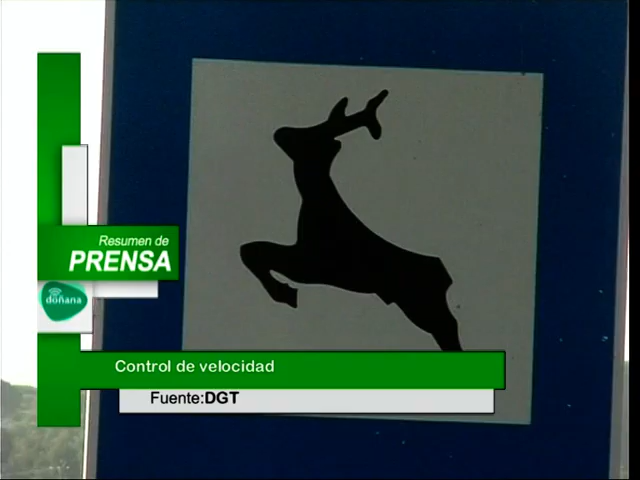 Resumen de
PRENSA
doñana
Control de velocidad
Fuente:DGT